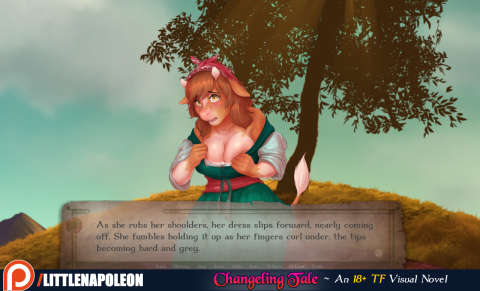 As she rubs her shoulders, her dress slips forward, nearly coming
off. She fumbles holding it up as her fingers curl under, the tips
becoming hard and grey.
/LITTLENAPOLEON
Changeling Tale ~ An 18+ TF Visual Novel